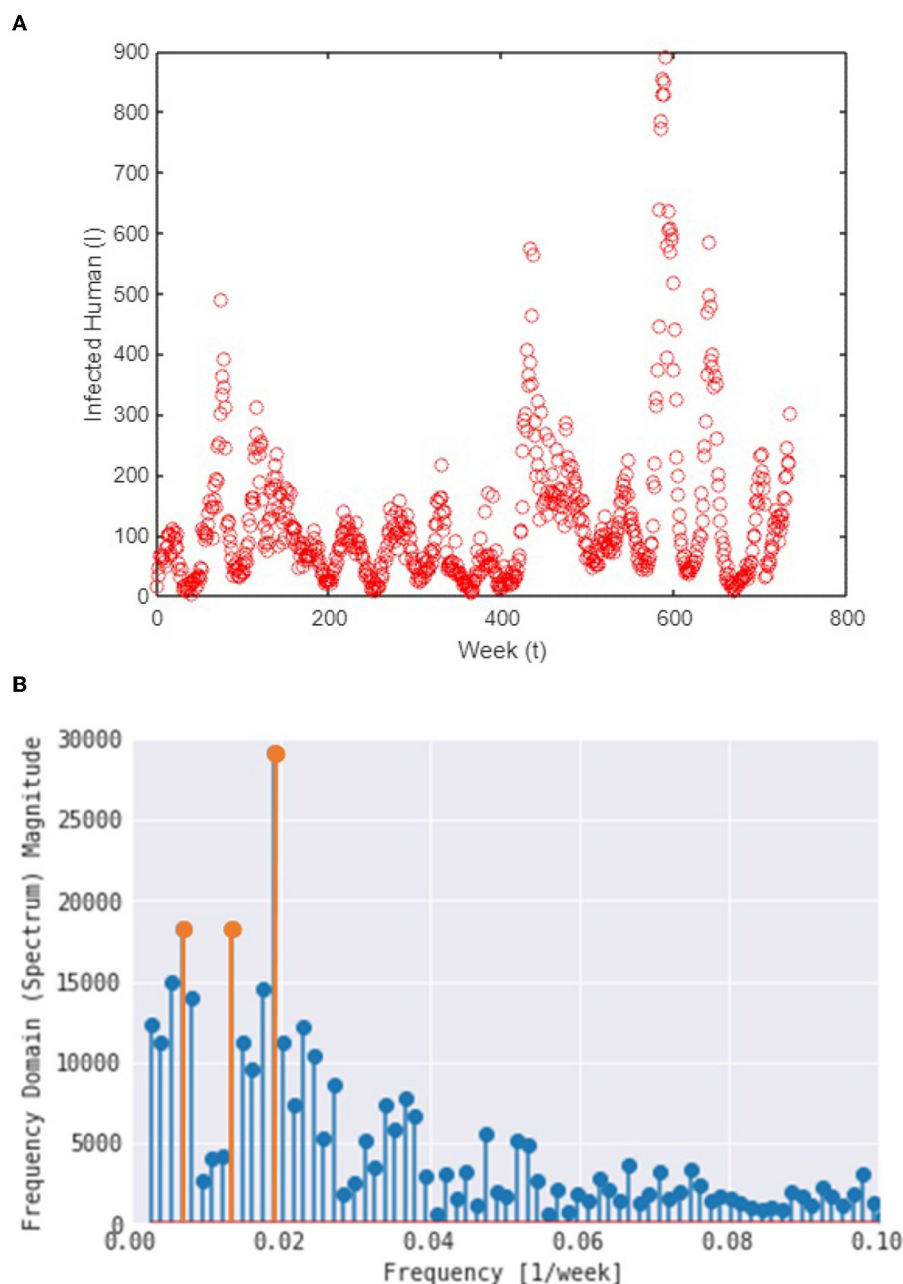 A
900
800
700
600
500
400
300
200
100
0
Infected Human (I)
0 200 400 600 800
Week (t)
B
30000
25000
20000
15000
10000
5000
0
Frequency Domain (Spectrum) Magnitude
0.00 0.02 0.04 0.06 0.08 0.10
Frequency [1/week]